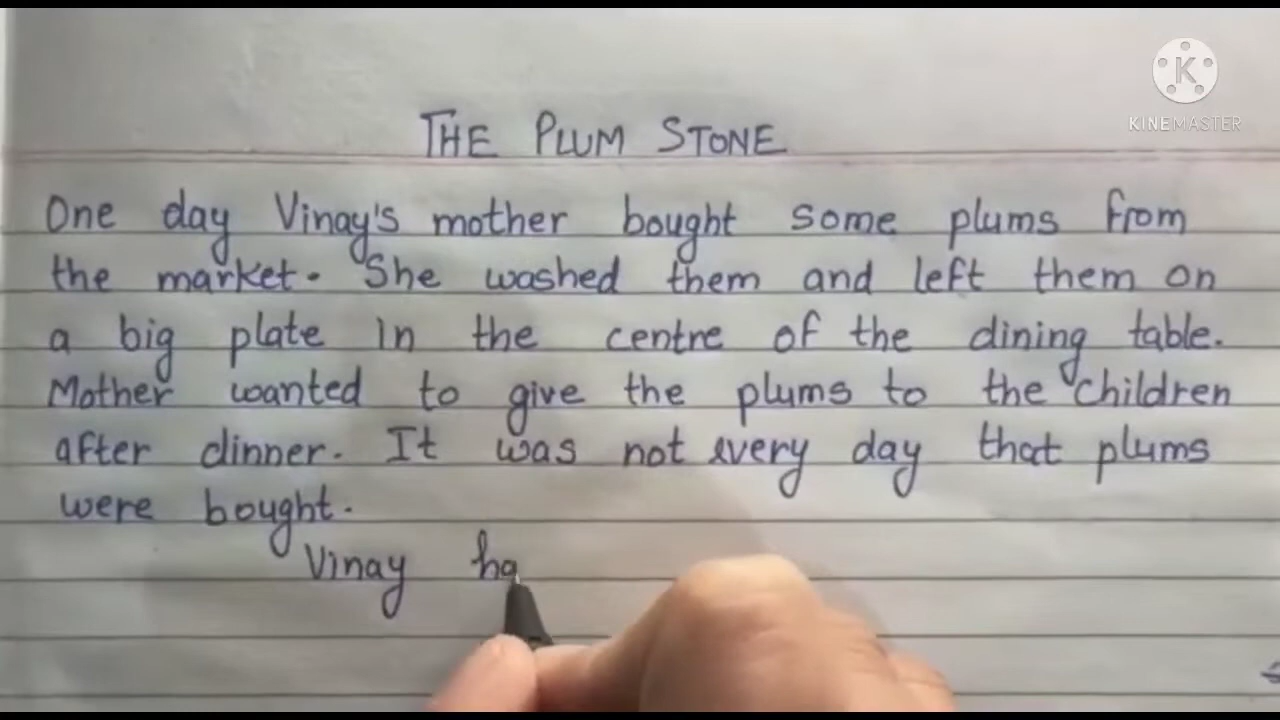 K
KINEMASTER
THE PLUM STONE
One day Vinay's mother bought some plums from
the market. She washed them and left them on
a big plate in the centre of the dining table.
Mother wanted to give the plums to the children
after dinner. It was not every day that plums
were bought.
Vinay ha